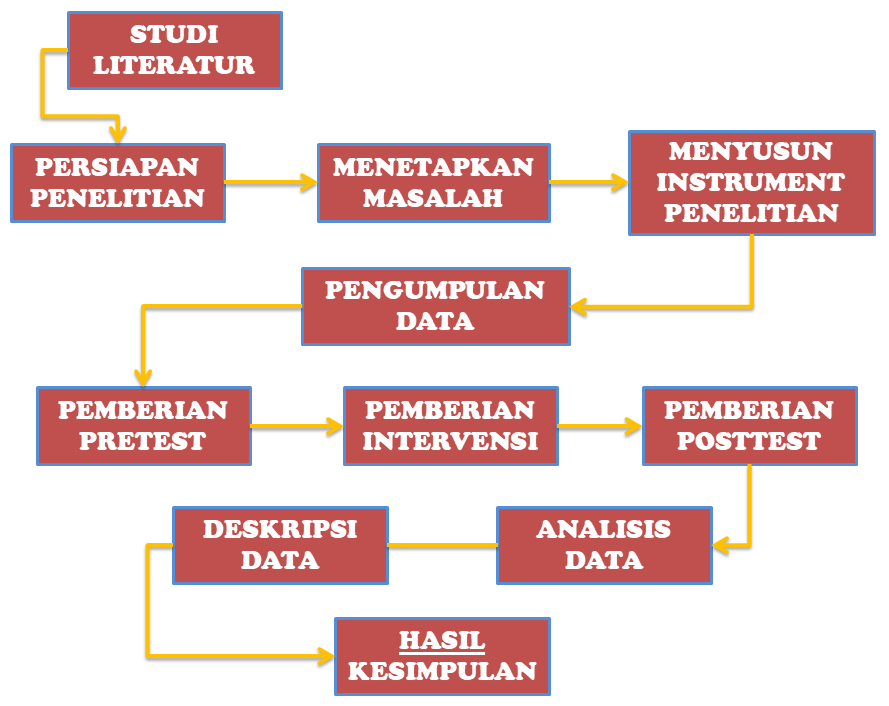 STUDI
LITERATUR
PERSIAPAN
PENELITIAN
MENETAPKAN
MASALAH
MENYUSUN
INSTRUMENT
PENELITIAN
PENGUMPULAN
DATA
PEMBERIAN
PRETEST
PEMBERIAN
INTERVENSI
PEMBERIAN
POSTTEST
ANALISIS
DATA
DESKRIPSI
DATA
HASIL
KESIMPULAN